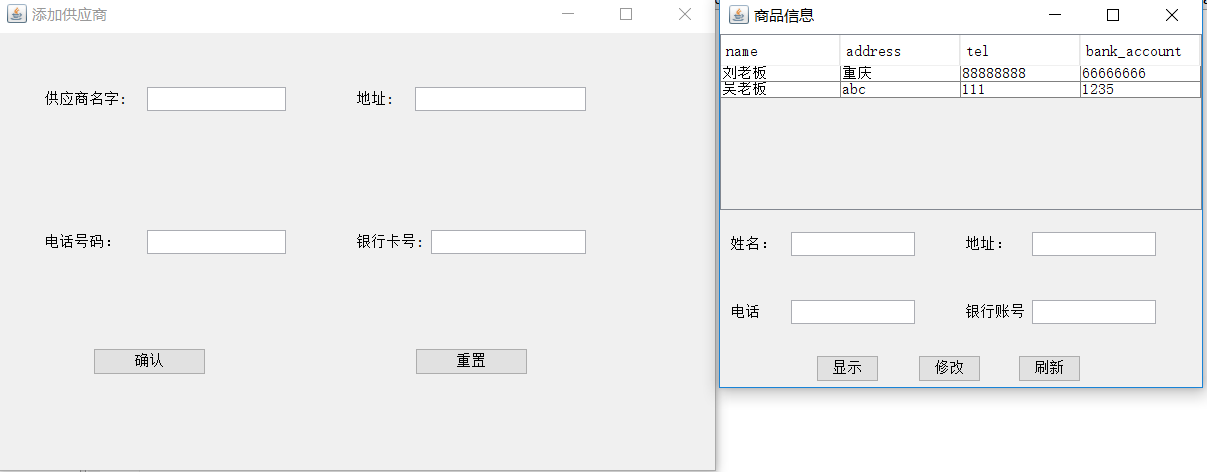 添加供应商
供应商名字:
地址:
电话号码：
银行卡号:
确认
重置
商品信息
name address tel bank_account
刘老板 重庆 88888888 66666666
吴老板 abc 111 1235
姓名：
地址：
电话
银行账号
显示
修改
刷新